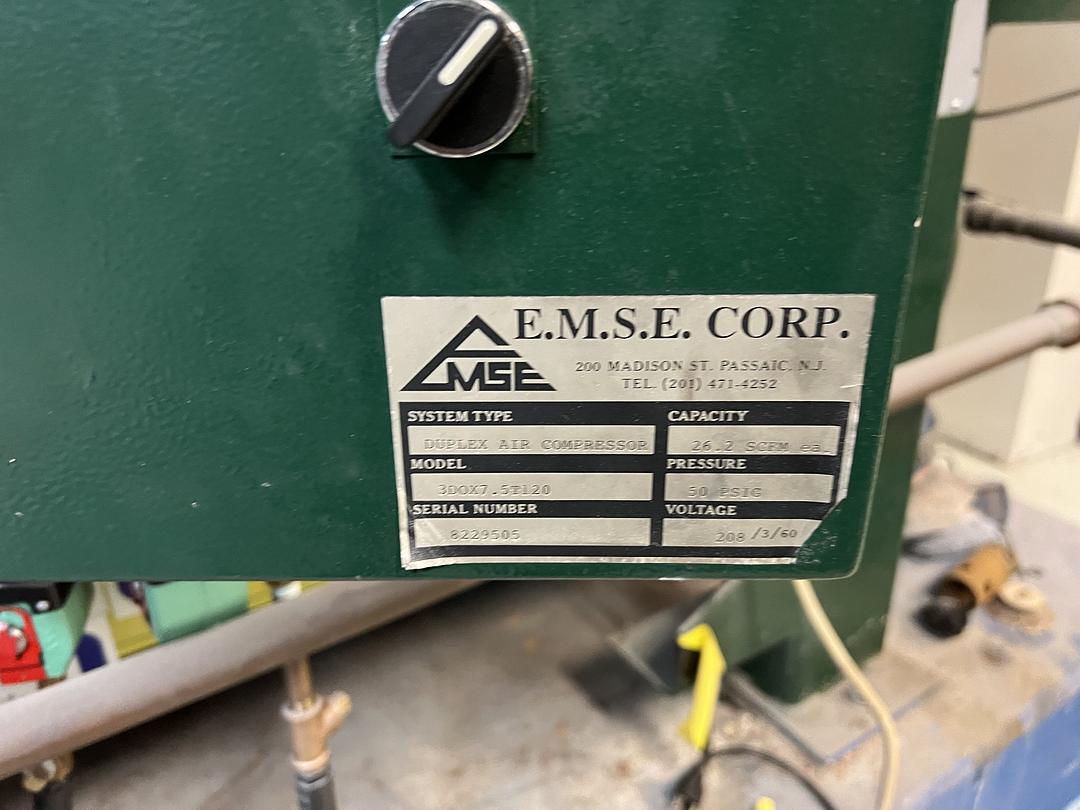 E.M.S.E. CORP.
EMSE
200 MADISON ST. PASSAIC, N.J.
TEL. (201) 471-4252
SYSTEM TYPE
DUPLEX AIR COMPRESSOR
CAPACITY
26.2 SCFM ea.
MODEL
3DOX7.5T120
PRESSURE
50 PSIG
SERIAL NUMBER
8229505
VOLTAGE
208 /3/60